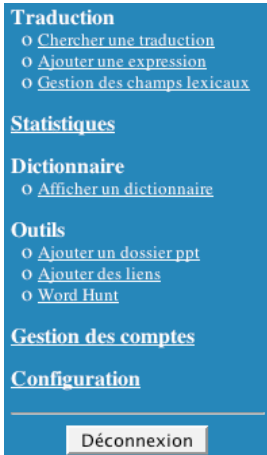 Traduction
o Chercher une traduction
o Ajouter une expression
o Gestion des champs lexicaux
Statistiques
Dictionnaire
o Afficher un dictionnaire
Outils
o Ajouter un dossier ppt
o Ajouter des liens
o Word Hunt
Gestion des comptes
Configuration
Déconnexion